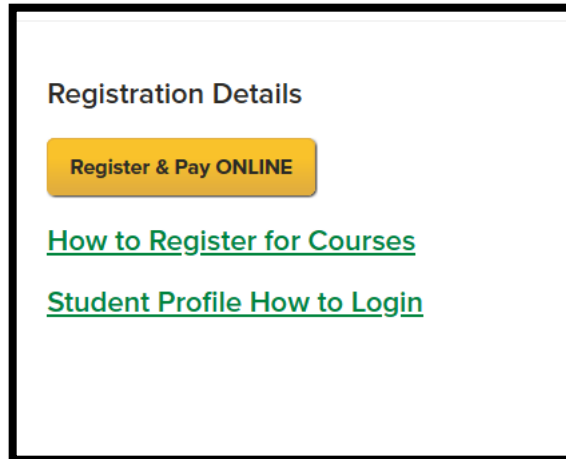 Registration Details
Register & Pay ONLINE
How to Register for Courses
Student Profile How to Login